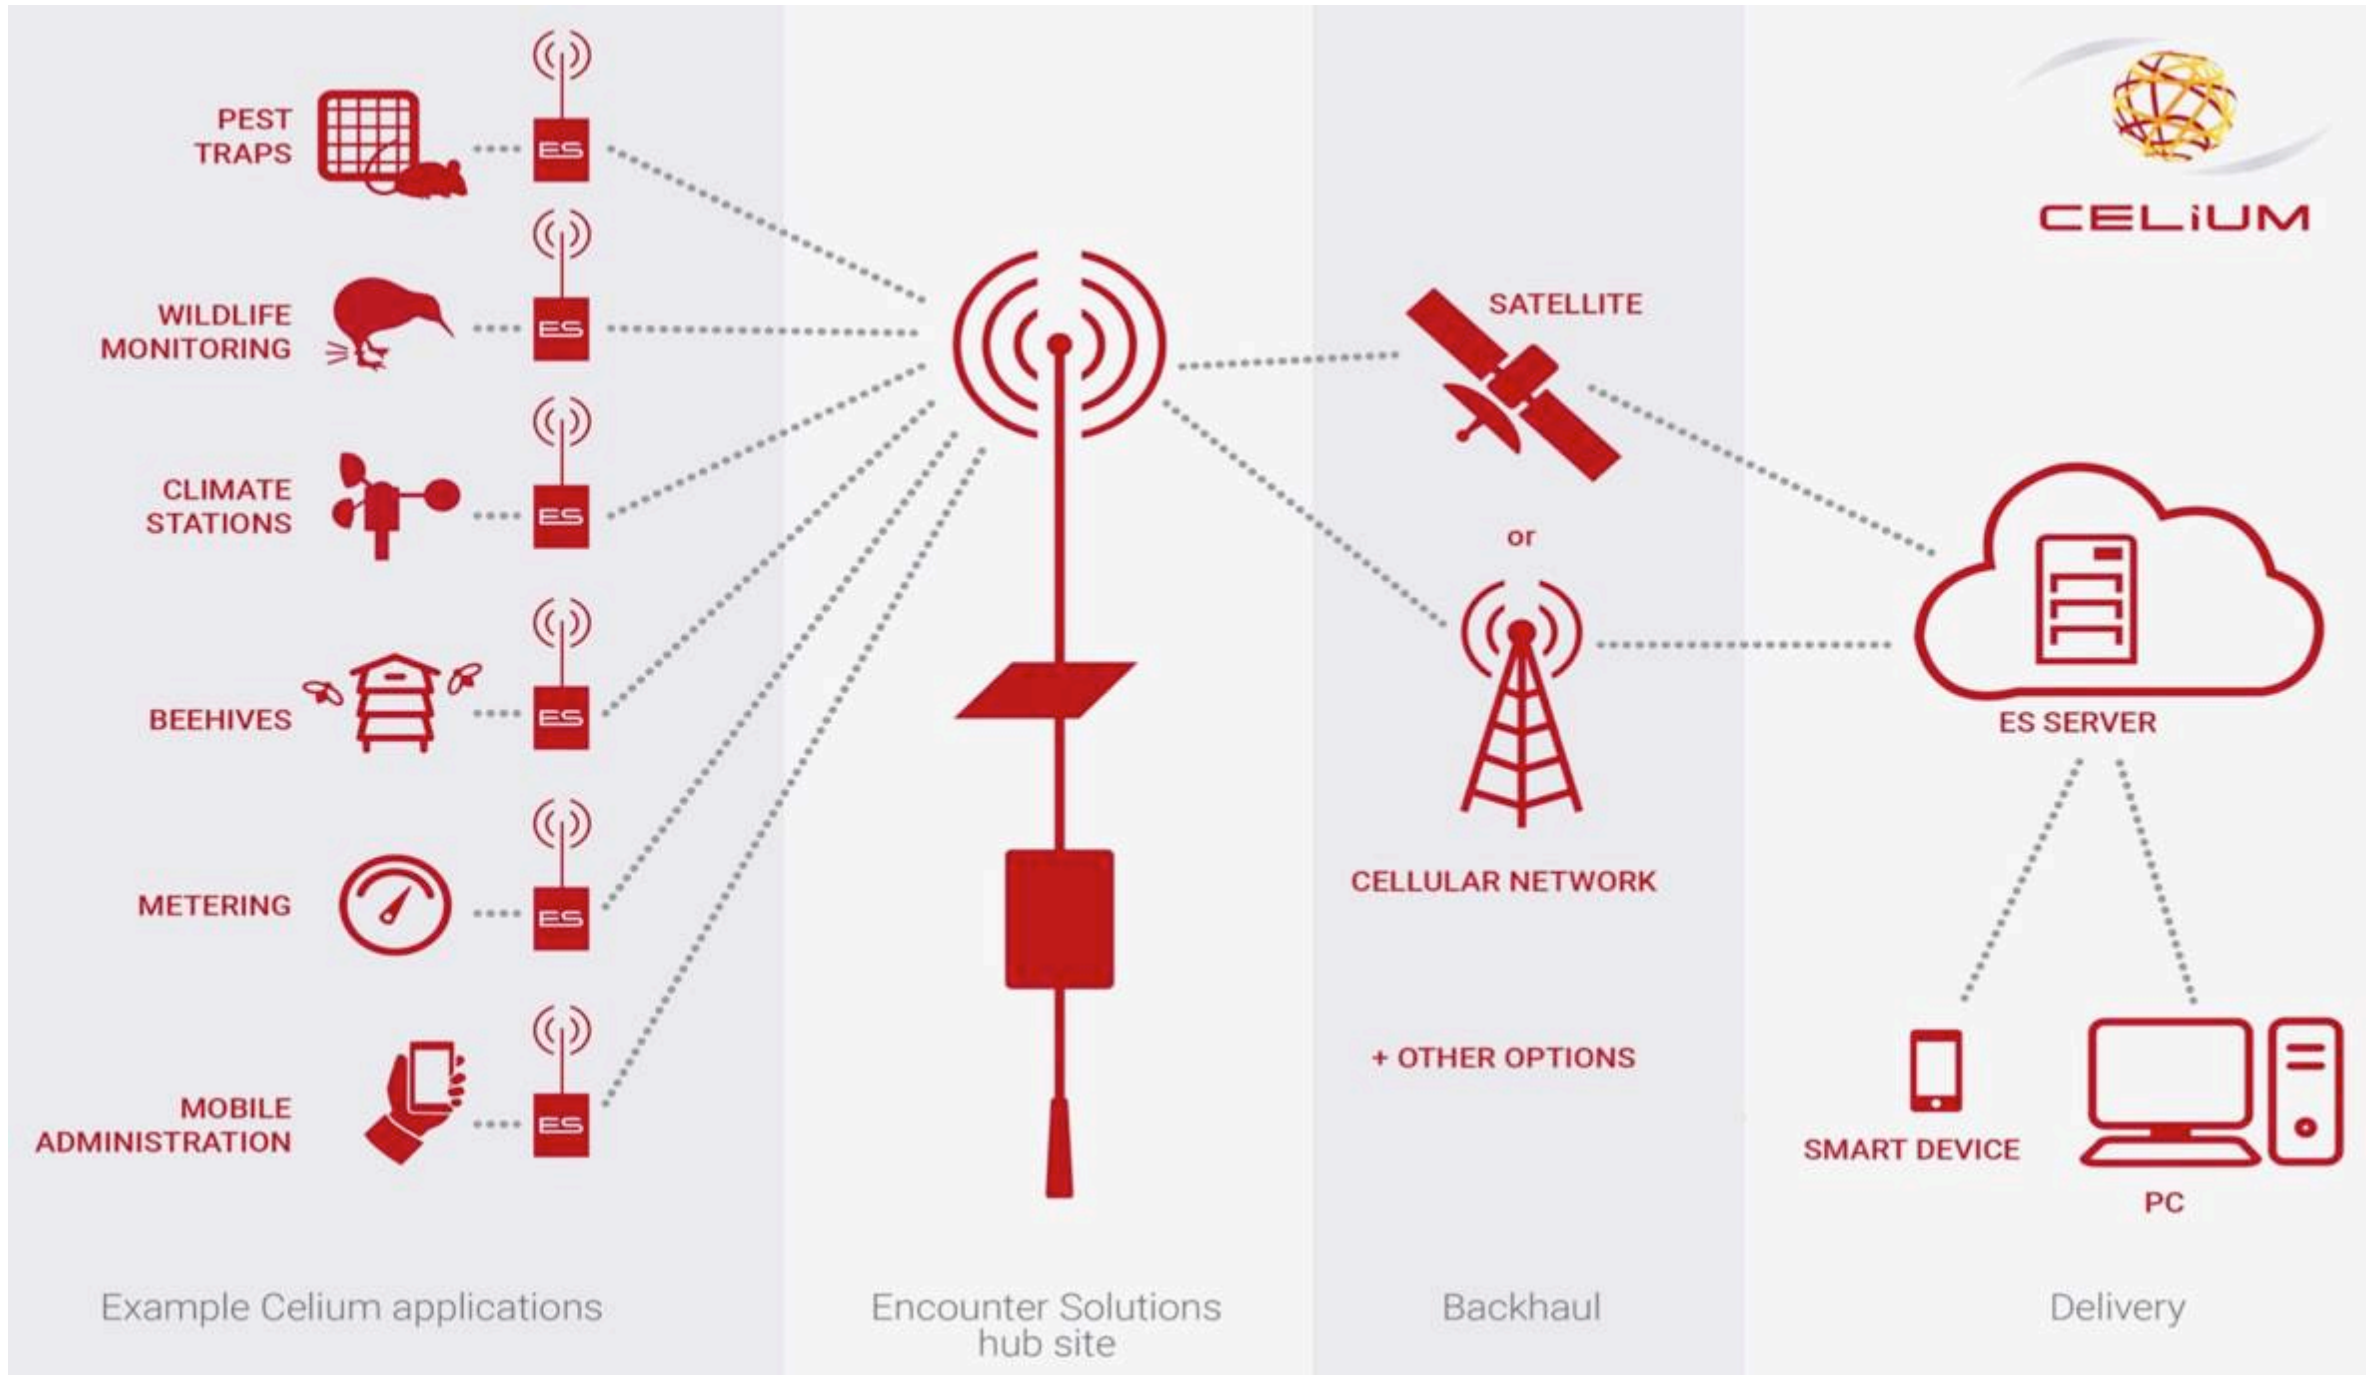 PEST
TRAPS
ES
WILDLIFE
MONITORING
ES
CLIMATE
STATIONS
ES
BEEHIVES
ES
METERING
ES
MOBILE
ADMINISTRATION
ES
Example Celium applications
Encounter Solutions
hub site
SATELLITE
or
CELLULAR NETWORK
+ OTHER OPTIONS
Backhaul
CELiUM
ES SERVER
SMART DEVICE
PC
Delivery